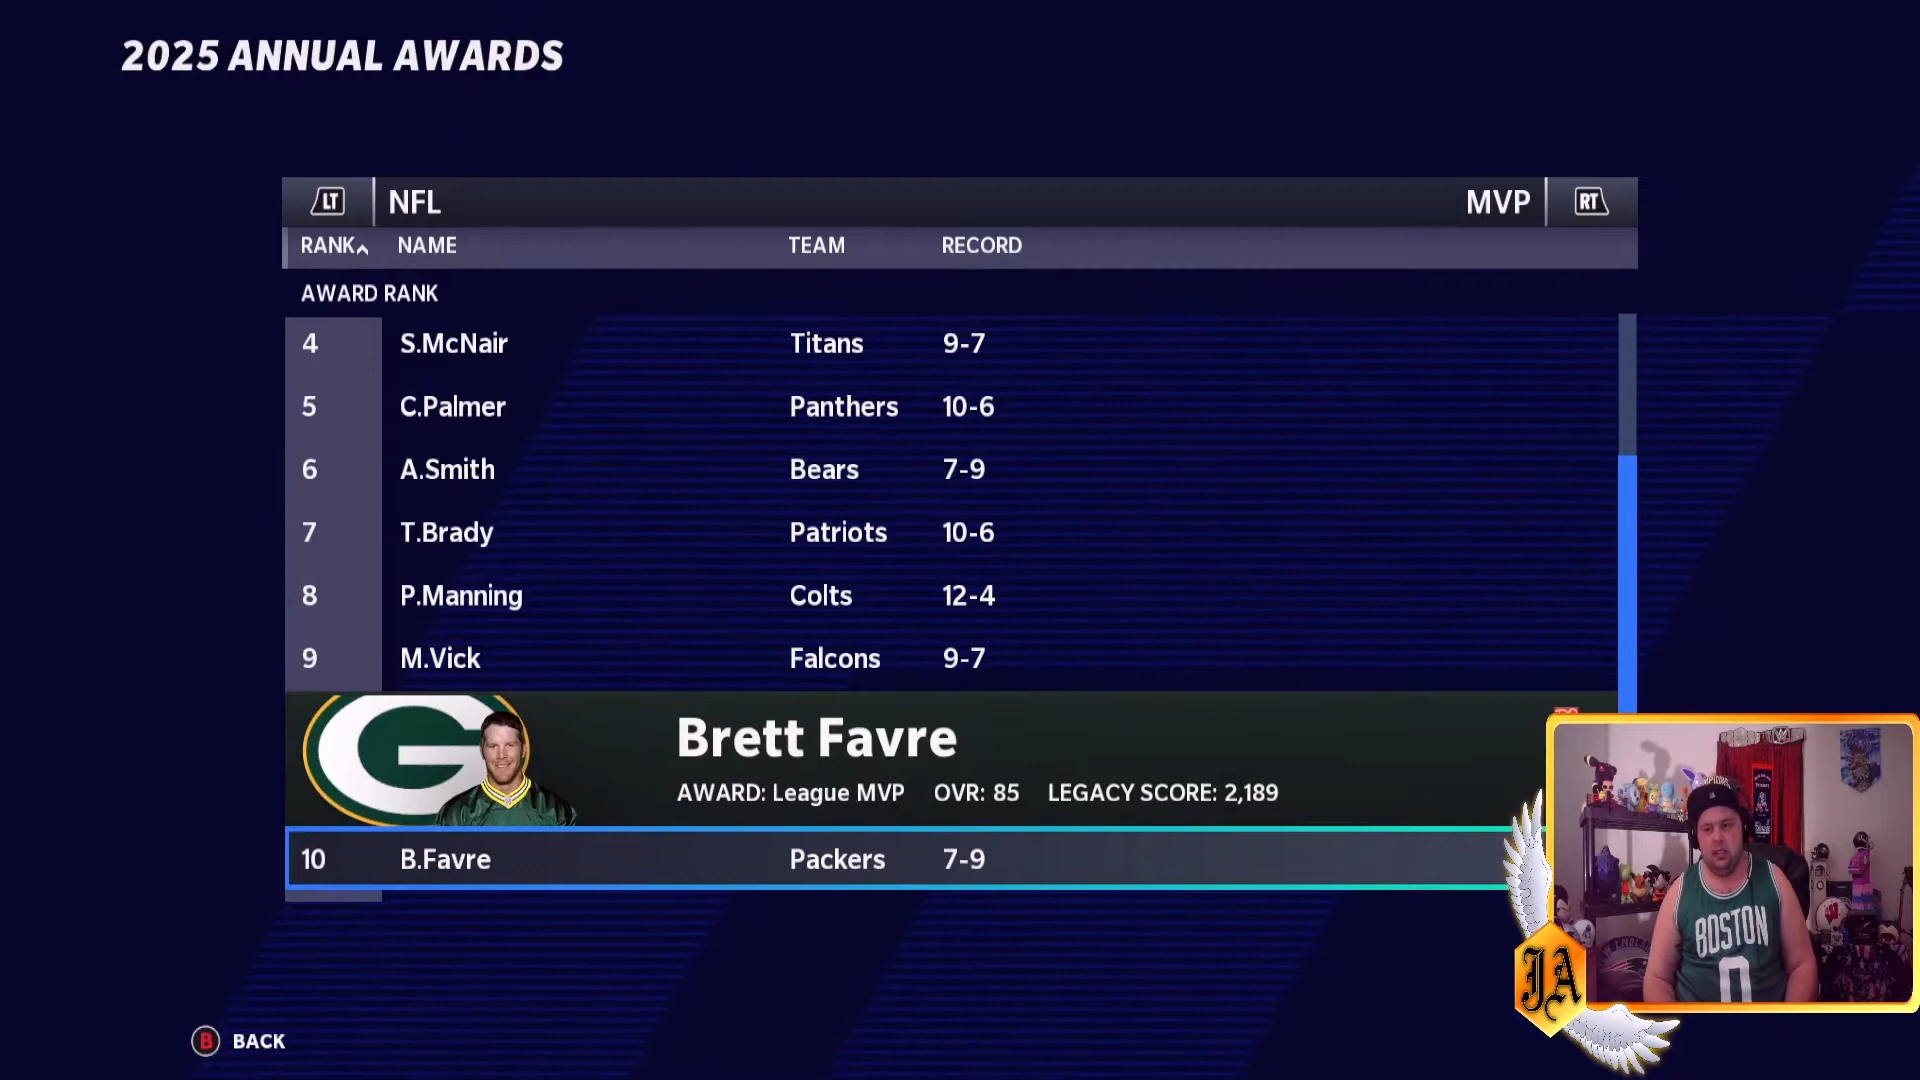 2025 ANNUAL AWARDS
LT NFL MVP RT
RANK NAME TEAM RECORD
AWARD RANK
4 S.McNair Titans 9-7
5 C.Palmer Panthers 10-6
6 A.Smith Bears 7-9
7 T.Brady Patriots 10-6
8 P.Manning Colts 12-4
9 M.Vick Falcons 9-7
Brett Favre
AWARD: League MVP OVR: 85 LEGACY SCORE: 2,189
10 B.Favre Packers 7-9
BOSTON
0
JA
B BACK